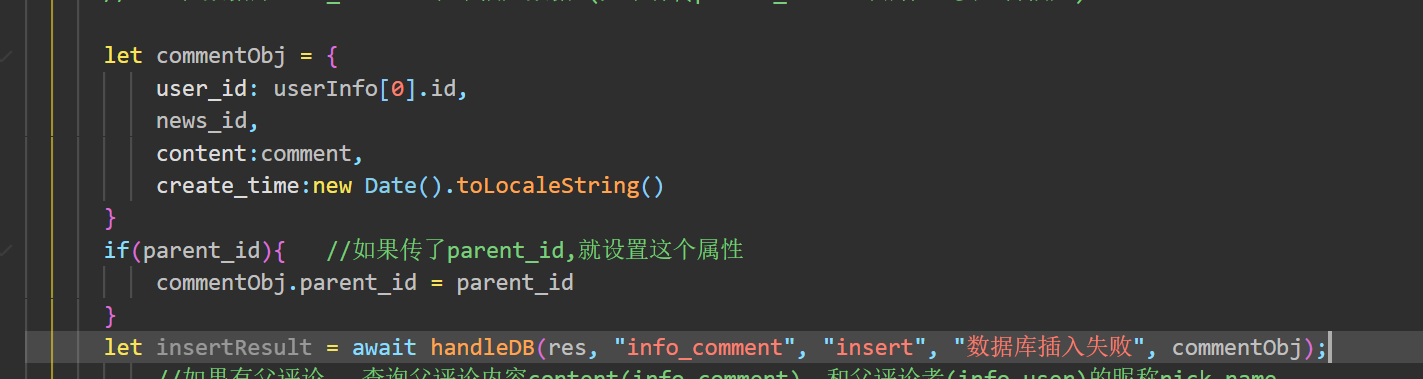 let commentObj = {
user_id: userInfo[0].id,
news_id,
content:comment,
create_time:new Date().toLocaleString()
}
if(parent_id){ //如果传了parent_id,就设置这个属性
commentObj.parent_id = parent_id
}
let insertResult = await handleDB(res, "info_comment", "insert", "数据库插入失败", commentObj);
//如果有父评论 查询父评论内容content(info_comment) 和父评论者(info_user)的昵称nick_name